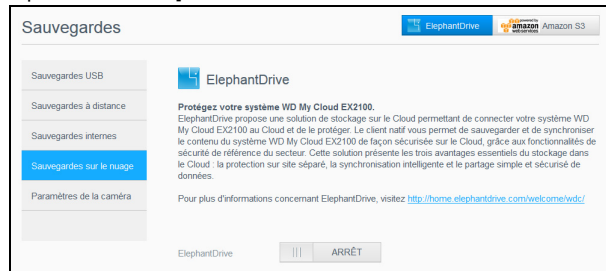 Sauvegardes
ElephantDrive
powered by
amazon
webservices
Amazon S3
Sauvegardes USB
Sauvegardes à distance
Sauvegardes internes
Sauvegardes sur le nuage
Paramètres de la caméra
ElephantDrive
Protégez votre système WD My Cloud EX2100.
ElephantDrive propose une solution de stockage sur le Cloud permettant de connecter votre système WD
My Cloud EX2100 au Cloud et de le protéger. Le client natif vous permet de sauvegarder et de synchroniser
le contenu du système WD My Cloud EX2100 de façon sécurisée sur le Cloud, grâce aux fonctionnalités de
sécurité de référence du secteur. Cette solution présente les trois avantages essentiels du stockage dans
le Cloud : la protection sur site séparé, la synchronisation intelligente et le partage simple et sécurisé de
données.
Pour plus d'informations concernant ElephantDrive, visitez http://home.elephantdrive.com/welcome/wdc/
ElephantDrive
ARRÊT